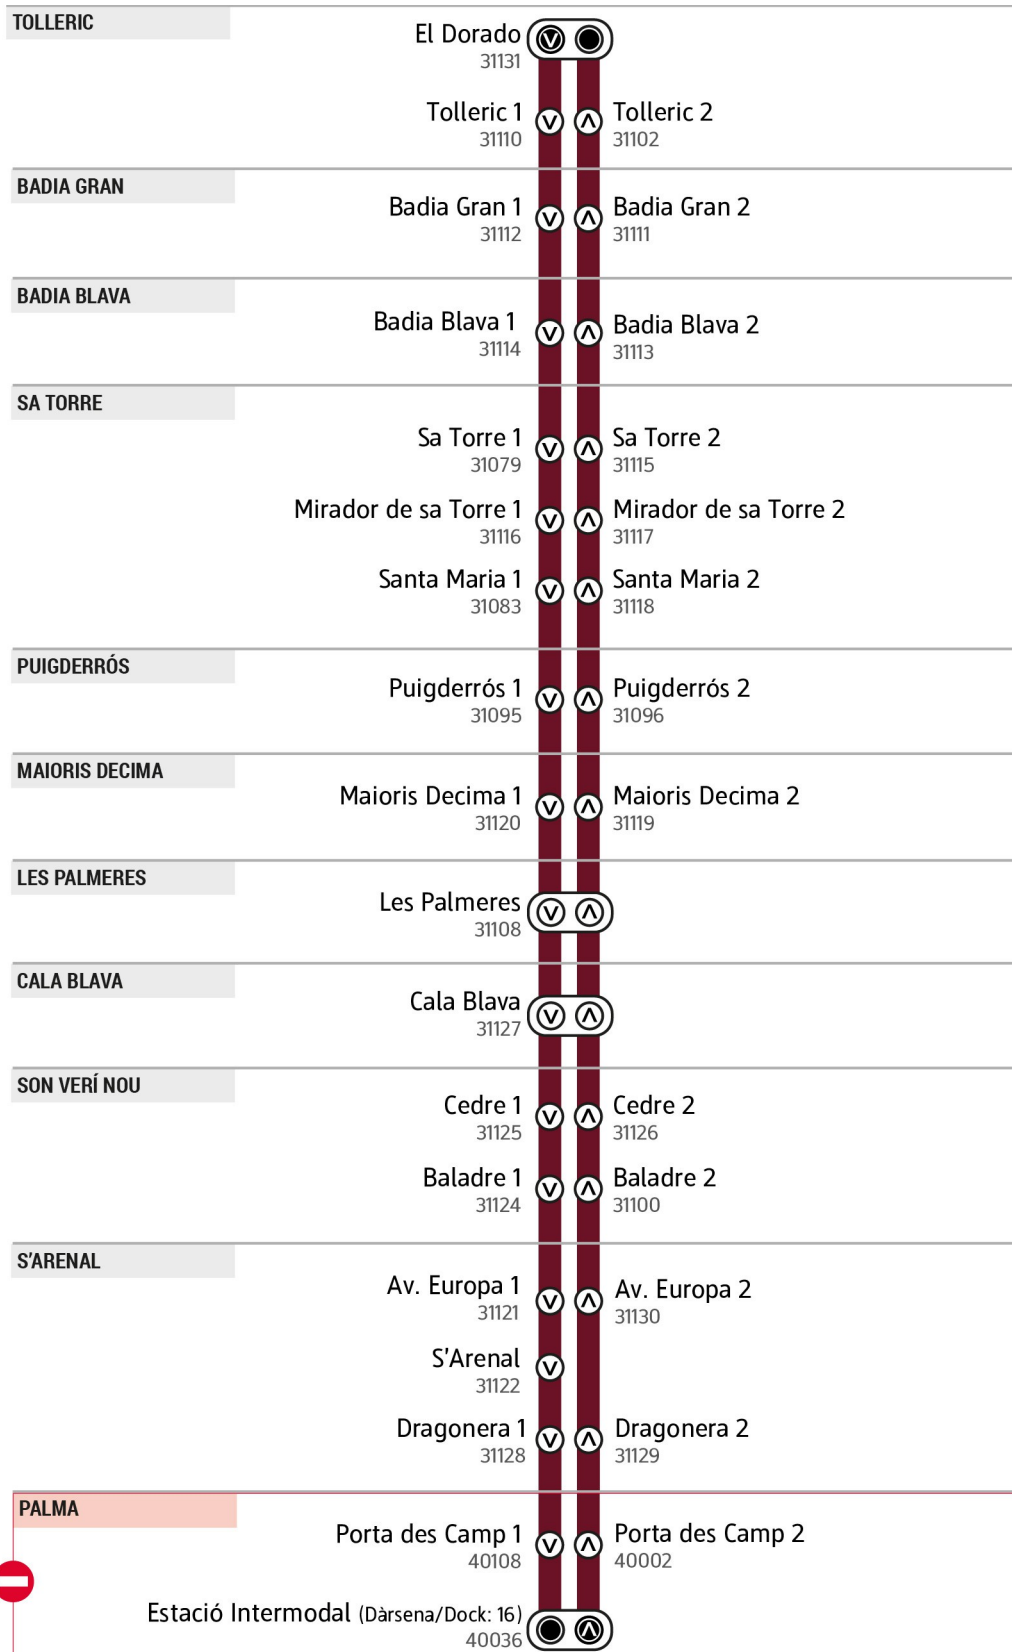 TOLLERIC
El Dorado
31131
Tolleric 1
31110
Tolleric 2
31102
BADIA GRAN
Badia Gran 1
31112
Badia Gran 2
31111
BADIA BLAVA
Badia Blava 1
31114
Badia Blava 2
31113
SA TORRE
Sa Torre 1
31079
Sa Torre 2
31115
Mirador de sa Torre 1
31116
Mirador de sa Torre 2
31117
Santa Maria 1
31083
Santa Maria 2
31118
PUIGDERRÓS
Puigderrós 1
31095
Puigderrós 2
31096
MAIORIS DECIMA
Maioris Decima 1
31120
Maioris Decima 2
31119
LES PALMERES
Les Palmeres
31108
CALA BLAVA
Cala Blava
31127
SON VERÍ NOU
Cedre 1
31125
Cedre 2
31126
Baladre 1
31124
Baladre 2
31100
S'ARENAL
Av. Europa 1
31121
Av. Europa 2
31130
S'Arenal
31122
Dragonera 1
31128
Dragonera 2
31129
PALMA
Porta des Camp 1
40108
Porta des Camp 2
40002
Estació Intermodal (Dàrsena/Dock: 16)
40036